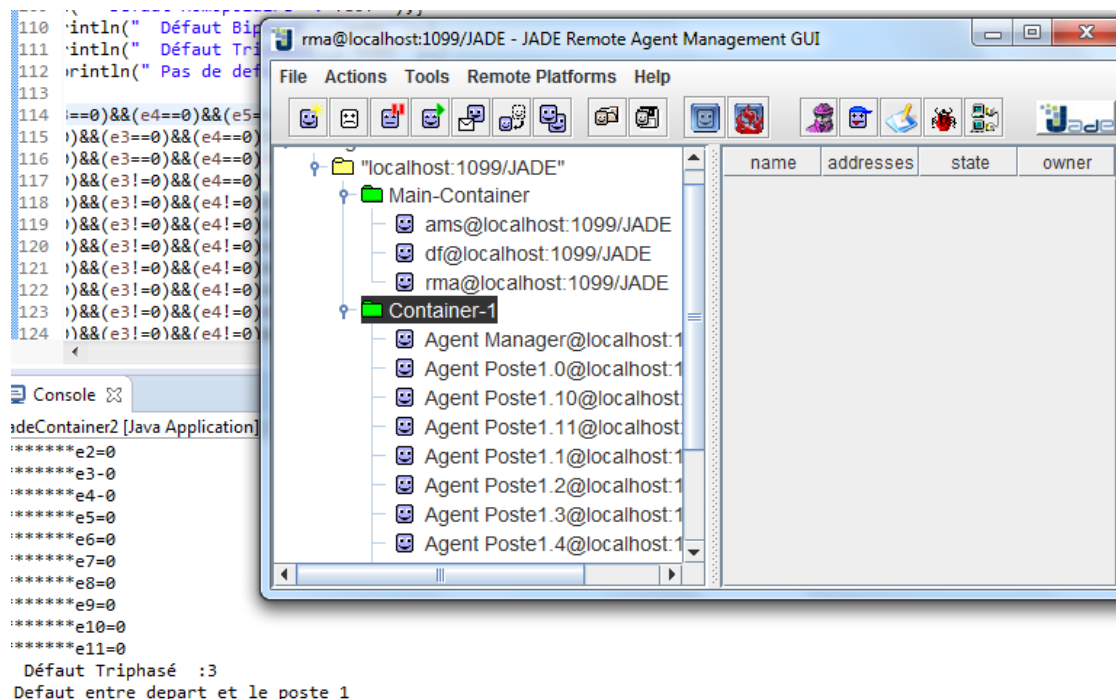 110 rintln("  Défaut Bip
111 rintln("  Défaut Tri
112 println(" Pas de def
113
114 ==0)&&(e4==0)&&(e5=
115 )&&(e3==0)&&(e4==0)
116 )&&(e3==0)&&(e4==0)
117 )&&(e3!=0)&&(e4==0)
118 )&&(e3!=0)&&(e4!=0)
119 )&&(e3!=0)&&(e4!=0)
120 )&&(e3!=0)&&(e4!=0)
121 )&&(e3!=0)&&(e4!=0)
122 )&&(e3!=0)&&(e4!=0)
123 )&&(e3!=0)&&(e4!=0)
124 )&&(e3!=0)&&(e4!=0)
Console
adeContainer2 [Java Application]
*******e2=0
*******e3-0
*******e4-0
*******e5=0
*******e6=0
*******e7=0
*******e8=0
*******e9=0
*******e10=0
*******e11=0
Défaut Triphasé  :3
Defaut entre depart et le poste 1
rma@localhost:1099/JADE - JADE Remote Agent Management GUI
File Actions Tools Remote Platforms Help
Jade
"localhost:1099/JADE"
Main-Container
ams@localhost:1099/JADE
df@localhost:1099/JADE
rma@localhost:1099/JADE
Container-1
Agent Manager@localhost:1
Agent Poste1.0@localhost:1
Agent Poste1.10@localhost:
Agent Poste1.11@localhost:
Agent Poste1.1@localhost:1
Agent Poste1.2@localhost:1
Agent Poste1.3@localhost:1
Agent Poste1.4@localhost:1
name addresses state owner